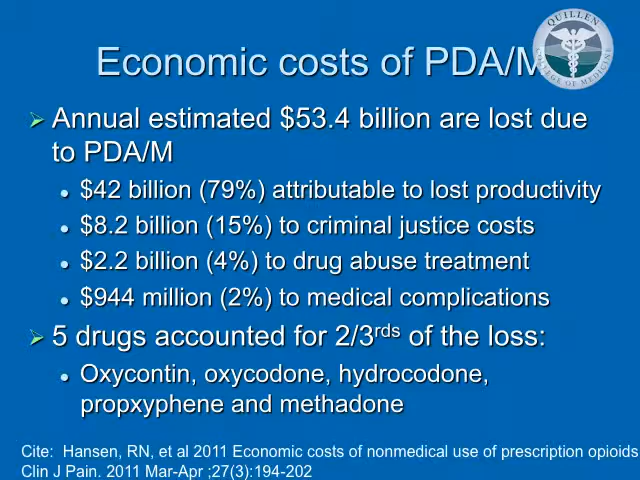 QUILLEN
COLLEGE OF MEDICINE
Economic costs of PDA/M
➢ Annual estimated $53.4 billion are lost due
to PDA/M
• $42 billion (79%) attributable to lost productivity
• $8.2 billion (15%) to criminal justice costs
• $2.2 billion (4%) to drug abuse treatment
• $944 million (2%) to medical complications
➢ 5 drugs accounted for 2/3rds of the loss:
• Oxycontin, oxycodone, hydrocodone,
propxyphene and methadone
Cite: Hansen, RN, et al 2011 Economic costs of nonmedical use of prescription opioids
Clin J Pain. 2011 Mar-Apr ;27(3):194-202